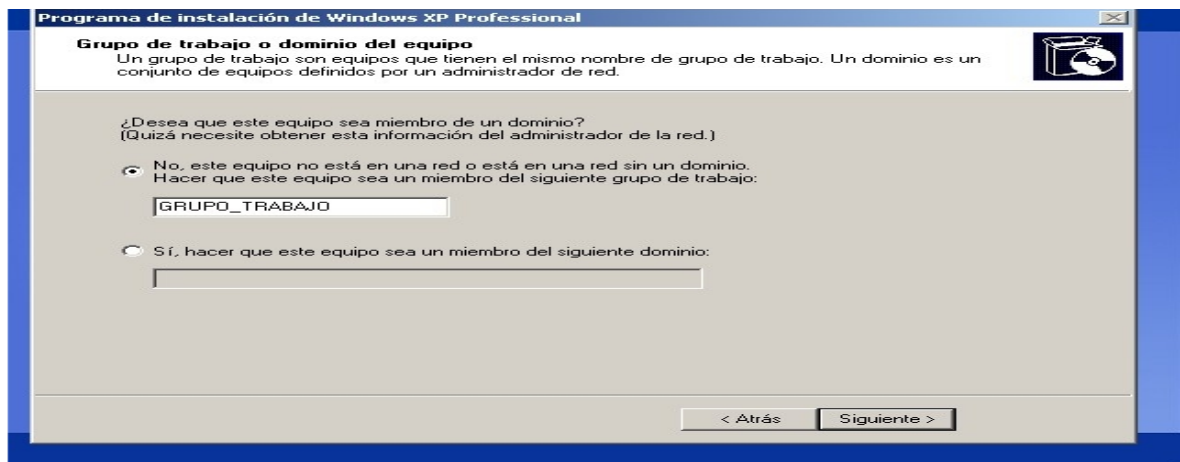 Programa de instalación de Windows XP Professional
Grupo de trabajo o dominio del equipo
Un grupo de trabajo son equipos que tienen el mismo nombre de grupo de trabajo. Un dominio es un
conjunto de equipos definidos por un administrador de red.
¿Desea que este equipo sea miembro de un dominio?
(Quizá necesite obtener esta información del administrador de la red.)
No, este equipo no está en una red o está en una red sin un dominio.
Hacer que este equipo sea un miembro del siguiente grupo de trabajo:
GRUPO_TRABAJO
Sí, hacer que este equipo sea un miembro del siguiente dominio:
< Atrás Siguiente >